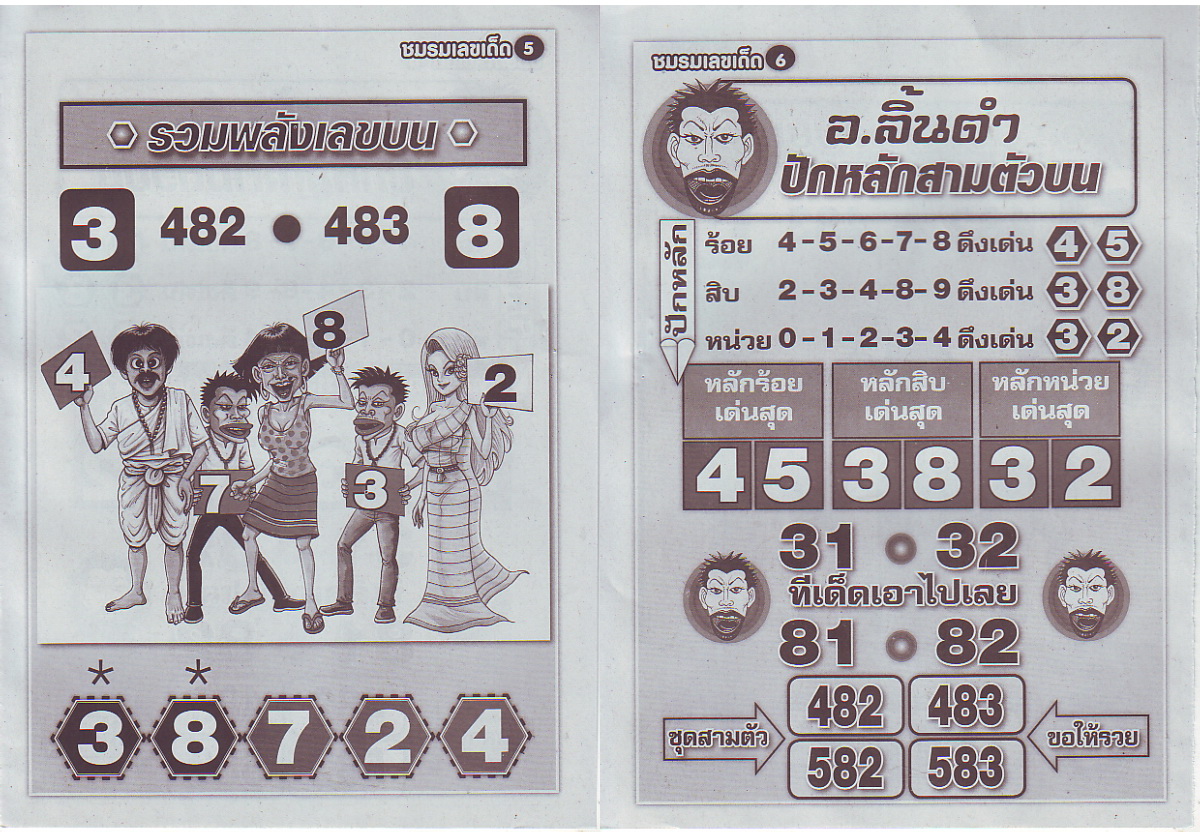 ชมรมเลขเด็ด 5
รวมพลังเลขบน
3 482 • 483 8
8
4
2
7
3
* *
3 8 7 2 4
ชมรมเลขเด็ด 6
อ.ลิ้นดำ
ปักหลักสามตัวบน
ปักหลัก
ร้อย 4-5-6-7-8 ดึงเด่น 4 5
สิบ 2-3-4-8-9 ดึงเด่น 3 8
หน่วย 0-1-2-3-4 ดึงเด่น 3 2
หลักร้อย หลักสิบ หลักหน่วย
เด่นสุด เด่นสุด เด่นสุด
4 5 3 8 3 2
31 • 32
ทีเด็ดเอาไปเลย
81 • 82
482 483
ชุดสามตัว ขอให้รวย
582 583